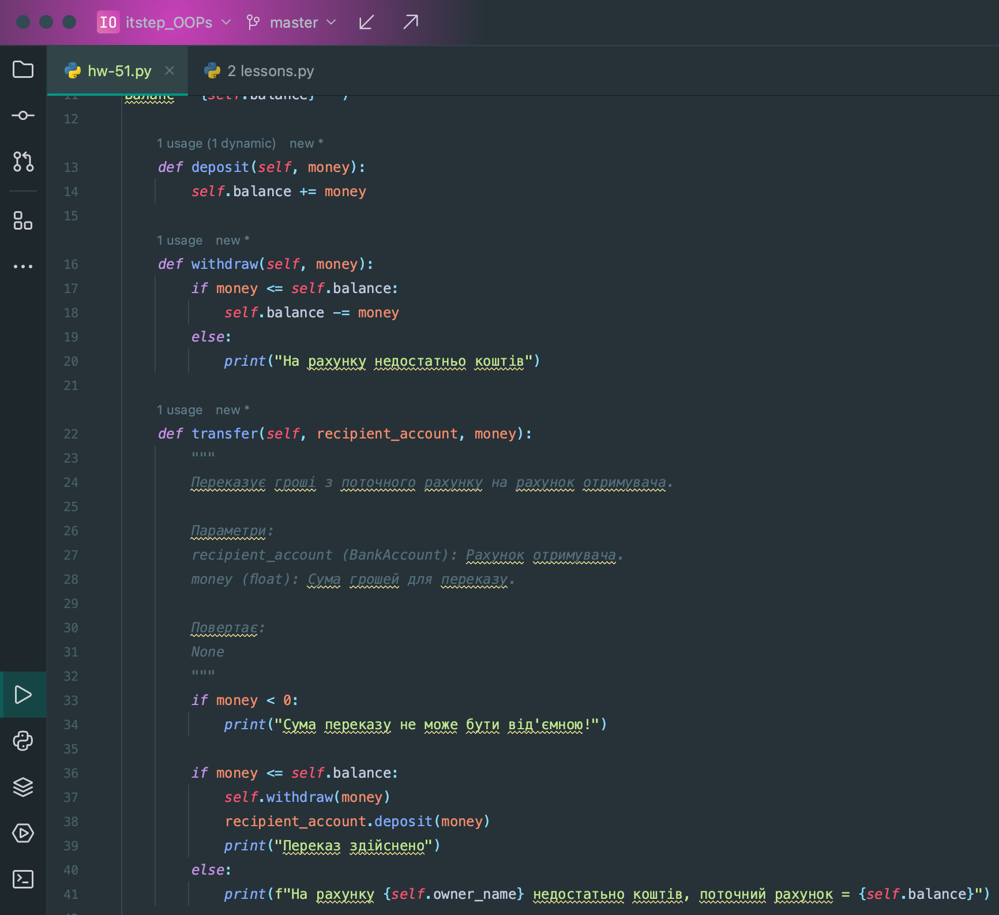 IO itstep_OOPs master
hw-51.py 2 lessons.py
11 Баланс {self.balance} )
12
1 usage (1 dynamic) new *
13 def deposit(self, money):
14 self.balance += money
15
1 usage new *
16 def withdraw(self, money):
17 if money <= self.balance:
18 self.balance -= money
19 else:
20 print("На рахунку недостатньо коштів")
21
1 usage new *
22 def transfer(self, recipient_account, money):
23 """
24 Переказує гроші з поточного рахунку на рахунок отримувача.
25
26 Параметри:
27 recipient_account (BankAccount): Рахунок отримувача.
28 money (float): Сума грошей для переказу.
29
30 Повертає:
31 None
32 """
33 if money < 0:
34 print("Сума переказу не може бути від'ємною!")
35
36 if money <= self.balance:
37 self.withdraw(money)
38 recipient_account.deposit(money)
39 print("Переказ здійснено")
40 else:
41 print(f"На рахунку {self.owner_name} недостатьно коштів, поточний рахунок = {self.balance}")